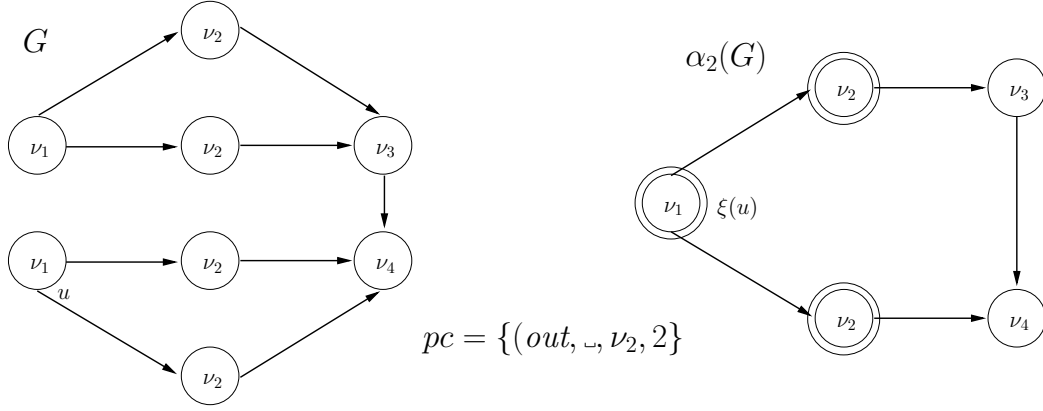 G
ν₂
α₂(G)
ν₂
ν₃
ν₁
ν₂
ν₃
ν₁
ξ(u)
ν₁
ν₂
ν₄
u
ν₂
ν₄
pc = {(out, ␣, ν₂, 2}
ν₂